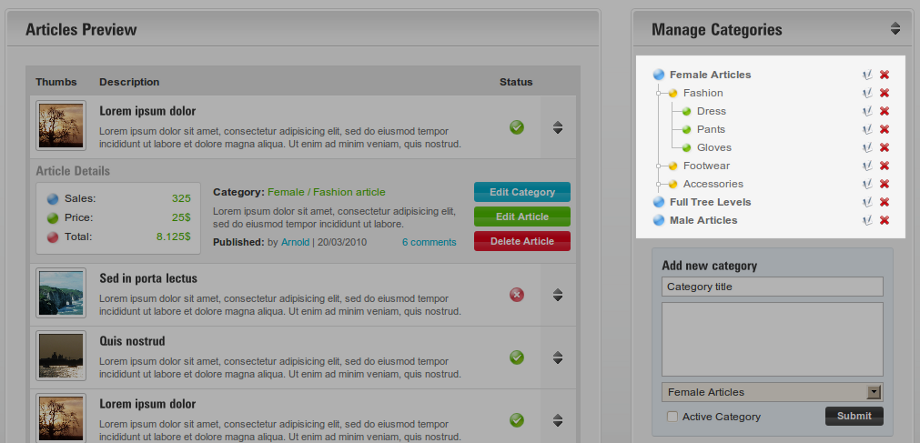 Articles Preview
Thumbs Description Status
Lorem ipsum dolor
Lorem ipsum dolor sit amet, consectetur adipisicing elit, sed do eiusmod tempor
incididunt ut labore et dolore magna aliqua. Ut enim ad minim veniam, quis nostrud.
Article Details
Sales: 325
Price: 25$
Total: 8.125$
Category: Female / Fashion article
Lorem ipsum dolor sit amet, consectetur adipisicing elit,
sed do eiusmod tempor incididunt ut labore.
Published: by Arnold | 20/03/2010 6 comments
Edit Category
Edit Article
Delete Article
Sed in porta lectus
Lorem ipsum dolor sit amet, consectetur adipisicing elit, sed do eiusmod tempor
incididunt ut labore et dolore magna aliqua. Ut enim ad minim veniam, quis nostrud.
Quis nostrud
Lorem ipsum dolor sit amet, consectetur adipisicing elit, sed do eiusmod tempor
incididunt ut labore et dolore magna aliqua. Ut enim ad minim veniam, quis nostrud.
Lorem ipsum dolor
Lorem ipsum dolor sit amet, consectetur adipisicing elit, sed do eiusmod tempor
incididunt ut labore et dolore magna aliqua. Ut enim ad minim veniam, quis nostrud.
Manage Categories
Female Articles
Fashion
Dress
Pants
Gloves
Footwear
Accessories
Full Tree Levels
Male Articles
Add new category
Category title
Female Articles
Active Category
Submit